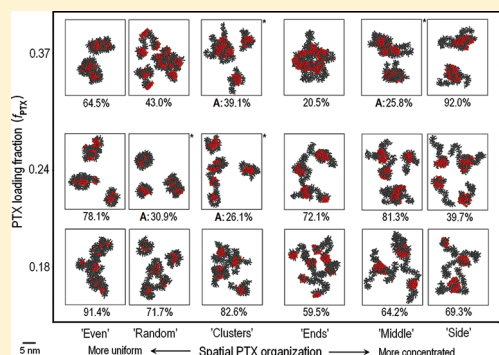 PTX loading fraction (fPTX)
0.37
* *
64.5% 43.0% A:39.1% 20.5% A:25.8% 92.0%
0.24
* *
78.1% A:30.9% A:26.1% 72.1% 81.3% 39.7%
0.18
91.4% 71.7% 82.6% 59.5% 64.2% 69.3%
'Even' 'Random' 'Clusters' 'Ends' 'Middle' 'Side'
5 nm More uniform ← Spatial PTX organization → More concentrated